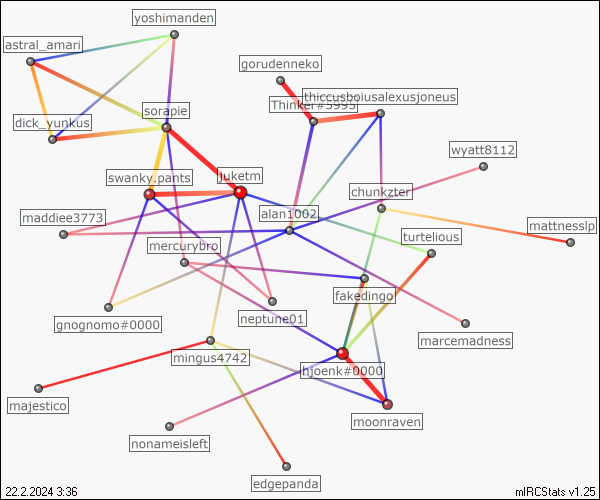 yoshimanden
astral_amari
gorudenneko
thiccusboiusalexusjoneus
Thinker#5995
sorapie
dick_yunkus
wyatt8112
juketm
swanky.pants
chunkzter
alan1002
maddiee3773
mattnesslp
turtelious
mercurybro
fakedingo
neptune01
gnognomo#0000
marcemadness
mingus4742
hjoenk#0000
majestico
moonraven
nonameisleft
edgepanda
22.2.2024 3:36
mIRCStats v1.25